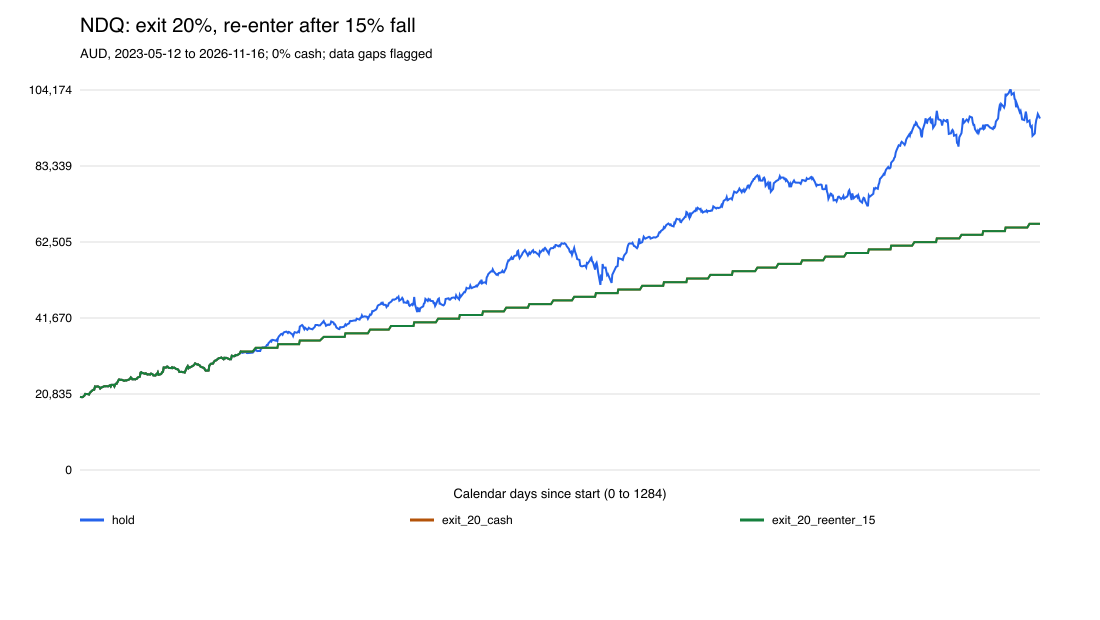 NDQ: exit 20%, re-enter after 15% fall
AUD, 2023-05-12 to 2026-11-16; 0% cash; data gaps flagged
104,174
83,339
62,505
41,670
20,835
0
Calendar days since start (0 to 1284)
hold
exit_20_cash
exit_20_reenter_15